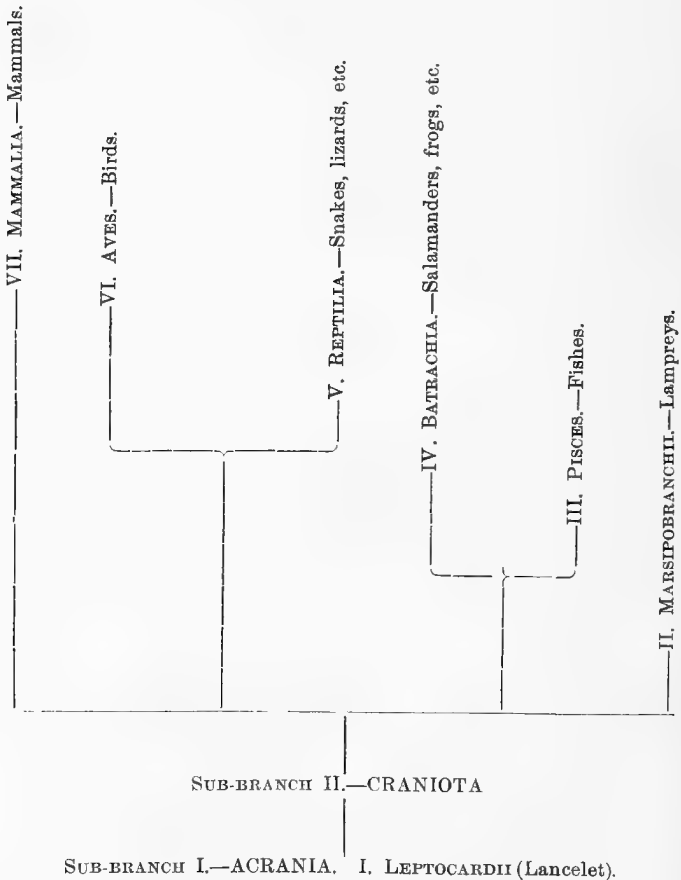 VII. MAMMALIA.—Mammals.
VI. AVES.—Birds.
V. REPTILIA.—Snakes, lizards, etc.
IV. BATRACHIA.—Salamanders, frogs, etc.
III. PISCES.—Fishes.
II. MARSIPOBRANCHII.—Lampreys.
SUB-BRANCH II.—CRANIOTA
SUB-BRANCH I.—ACRANIA. I. LEPTOCARDII (Lancelet).